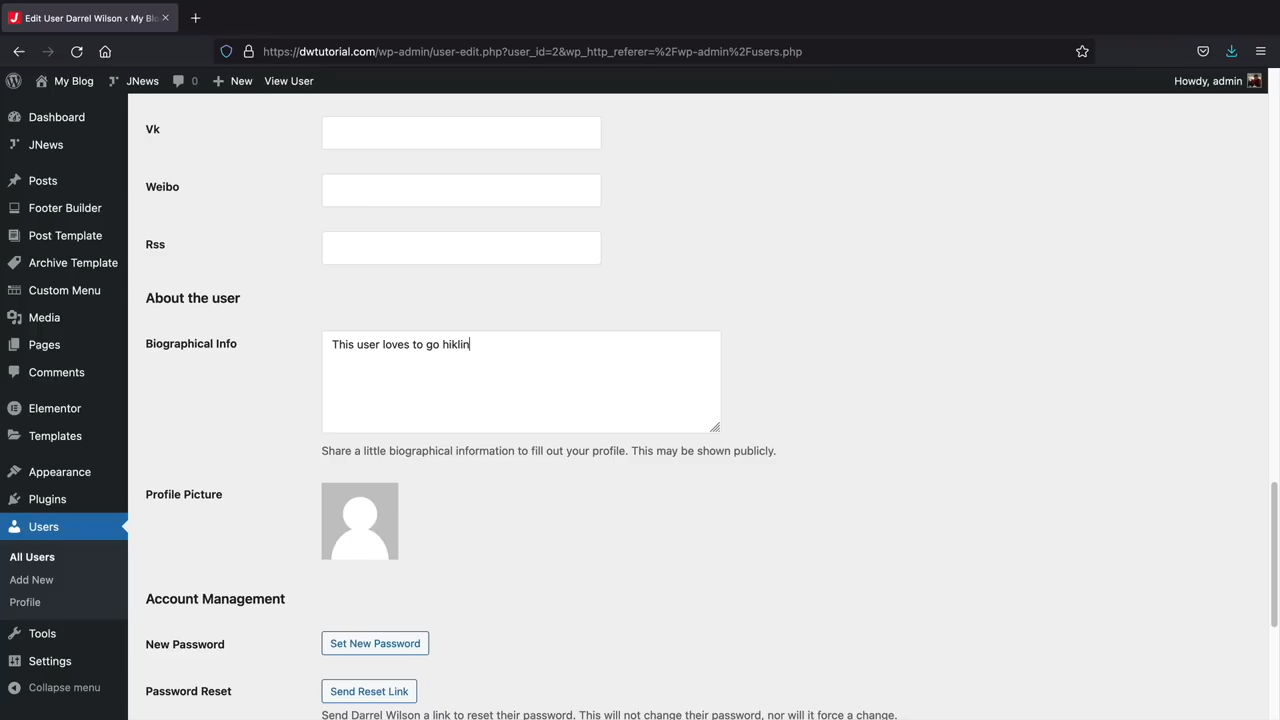 Edit User Darrel Wilson ‹ My Blo
https://dwtutorial.com/wp-admin/user-edit.php?user_id=2&wp_http_referer=%2Fwp-admin%2Fusers.php
My Blog JNews 0 New View User Howdy, admin
Dashboard
JNews
Posts
Footer Builder
Post Template
Archive Template
Custom Menu
Media
Pages
Comments
Elementor
Templates
Appearance
Plugins
Users
All Users
Add New
Profile
Tools
Settings
Collapse menu
Vk
Weibo
Rss
About the user
Biographical Info
This user loves to go hiklin
Share a little biographical information to fill out your profile. This may be shown publicly.
Profile Picture
Account Management
New Password
Set New Password
Password Reset
Send Reset Link
Send Darrel Wilson a link to reset their password. This will not change their password, nor will it force a change.